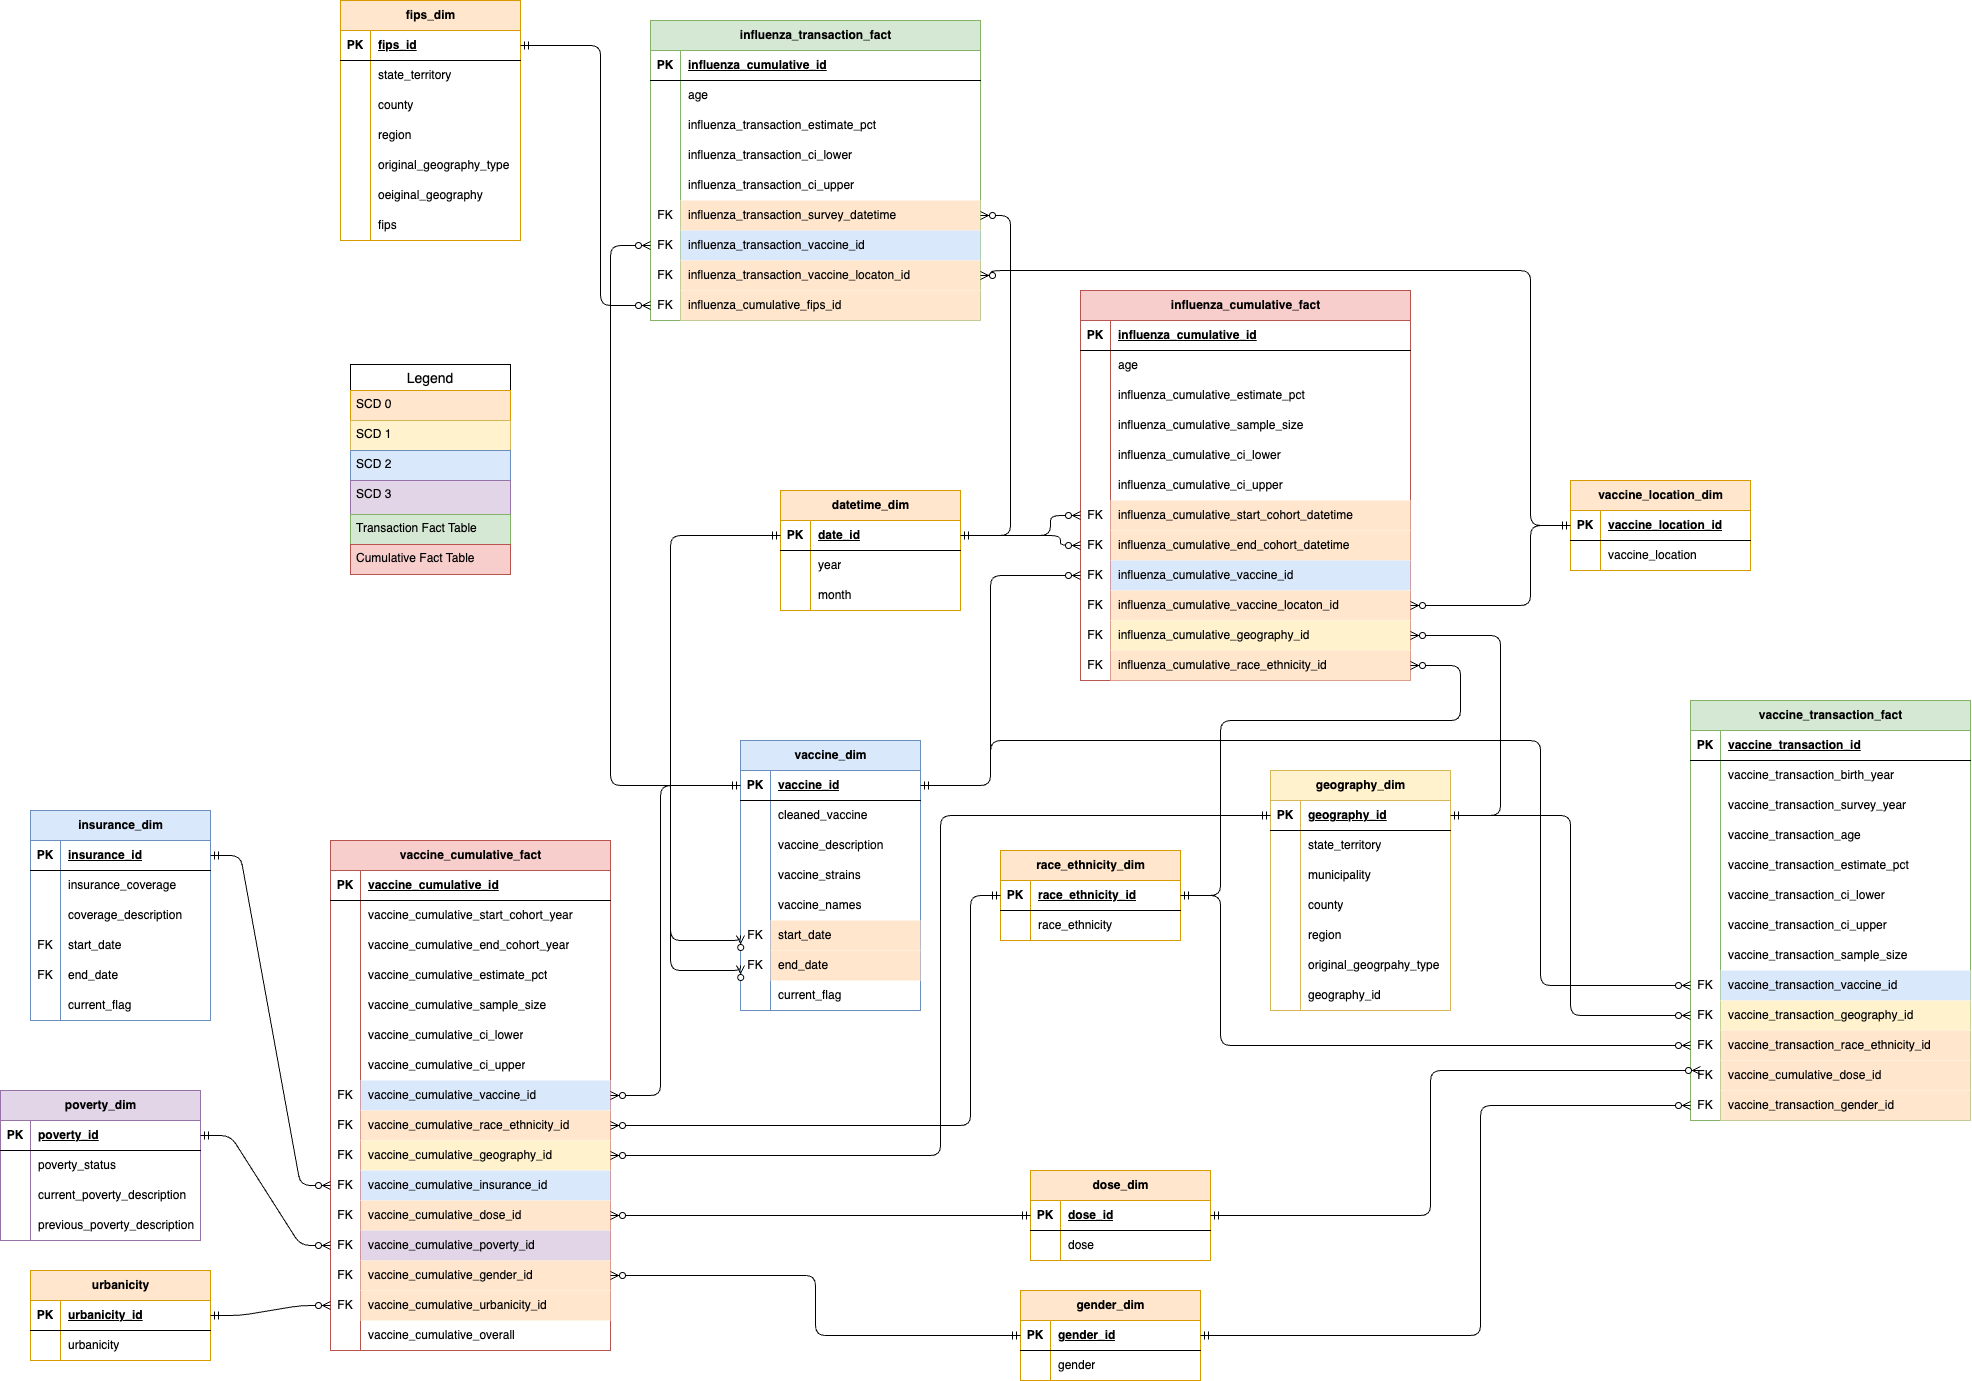 fips_dim
PK fips_id
state_territory
county
region
original_geography_type
oeiginal_geography
fips
influenza_transaction_fact
PK influenza_cumulative_id
age
influenza_transaction_estimate_pct
influenza_transaction_ci_lower
influenza_transaction_ci_upper
FK influenza_transaction_survey_datetime
FK influenza_transaction_vaccine_id
FK influenza_transaction_vaccine_locaton_id
FK influenza_cumulative_fips_id
influenza_cumulative_fact
PK influenza_cumulative_id
age
influenza_cumulative_estimate_pct
influenza_cumulative_sample_size
influenza_cumulative_ci_lower
influenza_cumulative_ci_upper
FK influenza_cumulative_start_cohort_datetime
FK influenza_cumulative_end_cohort_datetime
FK influenza_cumulative_vaccine_id
FK influenza_cumulative_vaccine_locaton_id
FK influenza_cumulative_geography_id
FK influenza_cumulative_race_ethnicity_id
Legend
SCD 0
SCD 1
SCD 2
SCD 3
Transaction Fact Table
Cumulative Fact Table
datetime_dim
PK date_id
year
month
vaccine_location_dim
PK vaccine_location_id
vaccine_location
vaccine_transaction_fact
PK vaccine_transaction_id
vaccine_transaction_birth_year
vaccine_transaction_survey_year
vaccine_transaction_age
vaccine_transaction_estimate_pct
vaccine_transaction_ci_lower
vaccine_transaction_ci_upper
vaccine_transaction_sample_size
FK vaccine_transaction_vaccine_id
FK vaccine_transaction_geography_id
FK vaccine_transaction_race_ethnicity_id
FK vaccine_cumulative_dose_id
FK vaccine_transaction_gender_id
vaccine_dim
PK vaccine_id
cleaned_vaccine
vaccine_description
vaccine_strains
vaccine_names
FK start_date
FK end_date
current_flag
geography_dim
PK geography_id
state_territory
municipality
county
region
original_geogrpahy_type
geography_id
race_ethnicity_dim
PK race_ethnicity_id
race_ethnicity
insurance_dim
PK insurance_id
insurance_coverage
coverage_description
FK start_date
FK end_date
current_flag
vaccine_cumulative_fact
PK vaccine_cumulative_id
vaccine_cumulative_start_cohort_year
vaccine_cumulative_end_cohort_year
vaccine_cumulative_estimate_pct
vaccine_cumulative_sample_size
vaccine_cumulative_ci_lower
vaccine_cumulative_ci_upper
FK vaccine_cumulative_vaccine_id
FK vaccine_cumulative_race_ethnicity_id
FK vaccine_cumulative_geography_id
FK vaccine_cumulative_insurance_id
FK vaccine_cumulative_dose_id
FK vaccine_cumulative_poverty_id
FK vaccine_cumulative_gender_id
FK vaccine_cumulative_urbanicity_id
vaccine_cumulative_overall
poverty_dim
PK poverty_id
poverty_status
current_poverty_description
previous_poverty_description
urbanicity
PK urbanicity_id
urbanicity
dose_dim
PK dose_id
dose
gender_dim
PK gender_id
gender